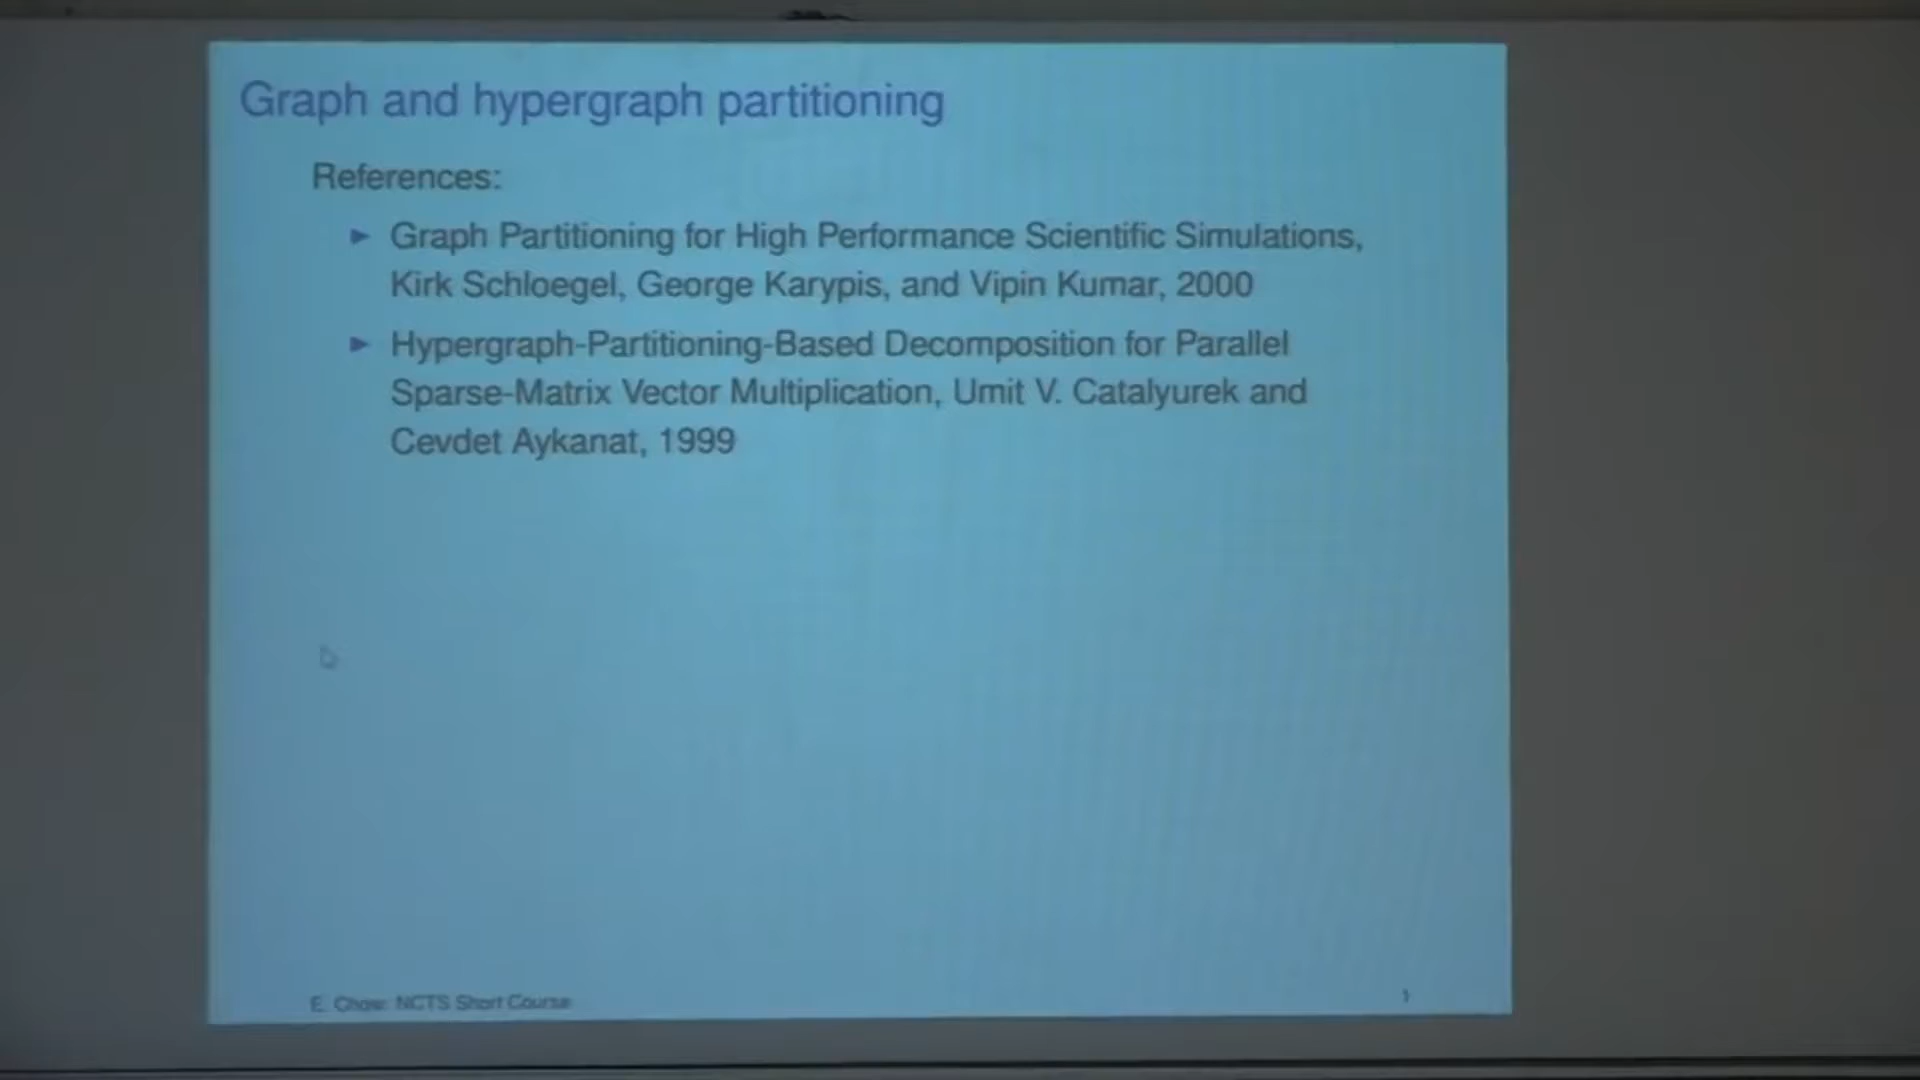 Graph and hypergraph partitioning
References:
► Graph Partitioning for High Performance Scientific Simulations,
Kirk Schloegel, George Karypis, and Vipin Kumar, 2000
► Hypergraph-Partitioning-Based Decomposition for Parallel
Sparse-Matrix Vector Multiplication, Umit V. Catalyurek and
Cevdet Aykanat, 1999
E. Chow: NCTS Short Course 1